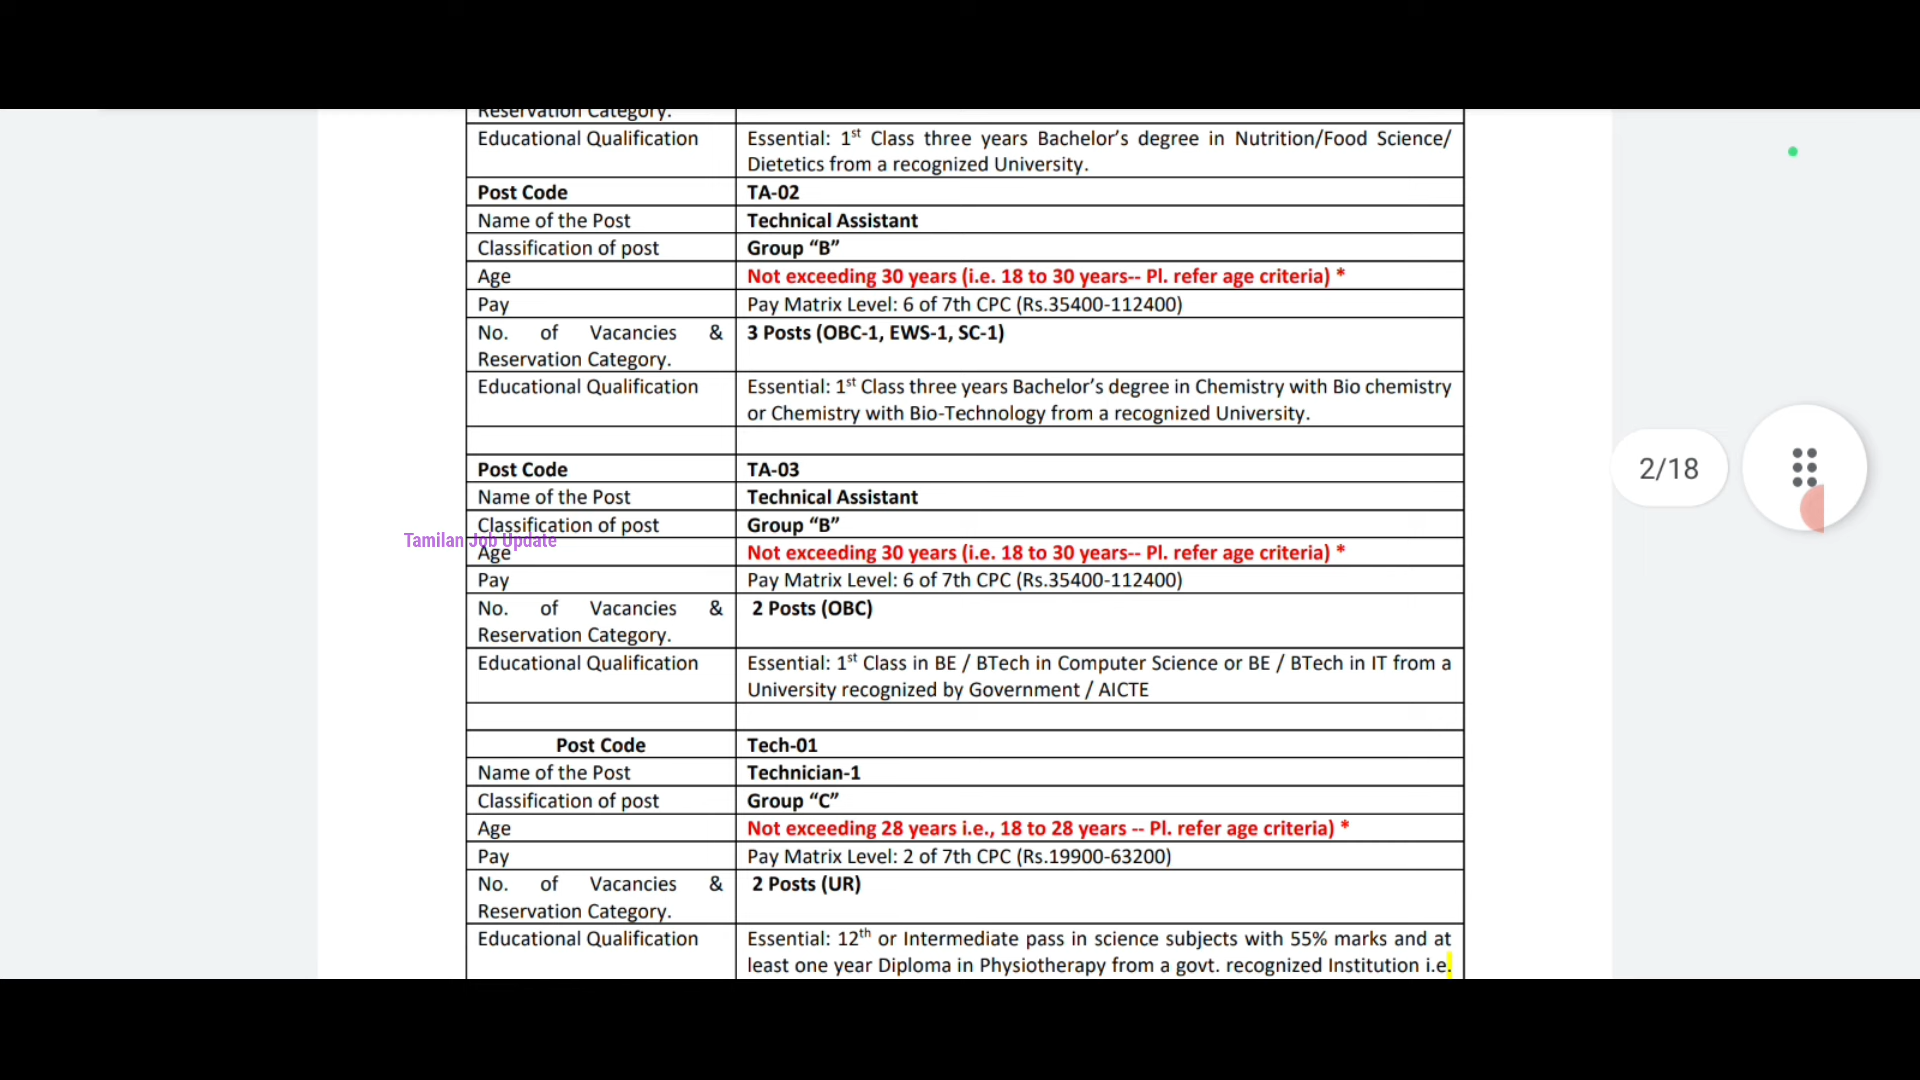 Reservation Category.
Educational Qualification
Essential: 1st Class three years Bachelor’s degree in Nutrition/Food Science/
Dietetics from a recognized University.
Post Code
TA-02
Name of the Post
Technical Assistant
Classification of post
Group “B”
Age
Not exceeding 30 years (i.e. 18 to 30 years-- Pl. refer age criteria) *
Pay
Pay Matrix Level: 6 of 7th CPC (Rs.35400-112400)
No. of Vacancies &
Reservation Category.
3 Posts (OBC-1, EWS-1, SC-1)
Educational Qualification
Essential: 1st Class three years Bachelor’s degree in Chemistry with Bio chemistry
or Chemistry with Bio-Technology from a recognized University.
Post Code
TA-03
Name of the Post
Technical Assistant
Classification of post
Group “B”
Tamilan Job Update
Age
Not exceeding 30 years (i.e. 18 to 30 years-- Pl. refer age criteria) *
Pay
Pay Matrix Level: 6 of 7th CPC (Rs.35400-112400)
No. of Vacancies &
Reservation Category.
2 Posts (OBC)
Educational Qualification
Essential: 1st Class in BE / BTech in Computer Science or BE / BTech in IT from a
University recognized by Government / AICTE
Post Code
Tech-01
Name of the Post
Technician-1
Classification of post
Group “C”
Age
Not exceeding 28 years i.e., 18 to 28 years -- Pl. refer age criteria) *
Pay
Pay Matrix Level: 2 of 7th CPC (Rs.19900-63200)
No. of Vacancies &
Reservation Category.
2 Posts (UR)
Educational Qualification
Essential: 12th or Intermediate pass in science subjects with 55% marks and at
least one year Diploma in Physiotherapy from a govt. recognized Institution i.e.
2/18